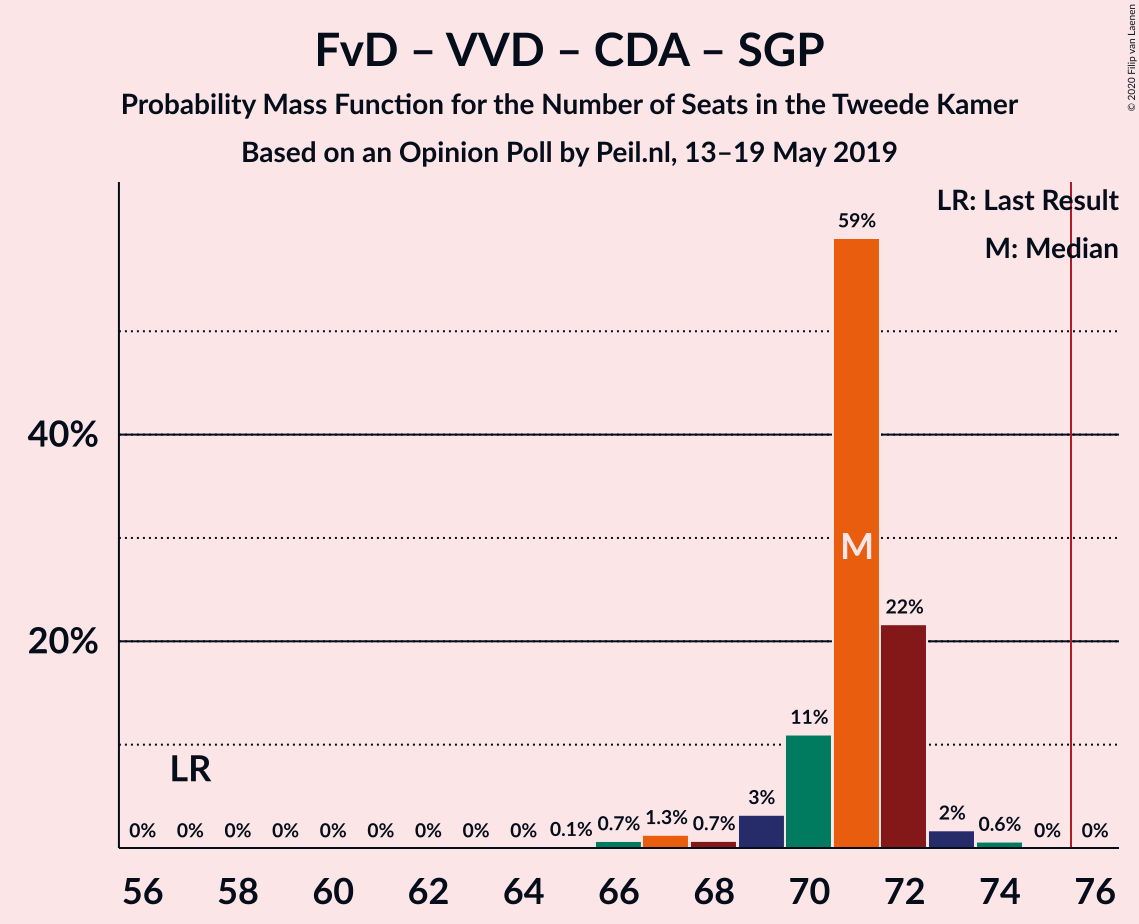 FvD – VVD – CDA – SGP
Probability Mass Function for the Number of Seats in the Tweede Kamer
Based on an Opinion Poll by Peil.nl, 13–19 May 2019
© 2020 Filip van Laenen
LR: Last Result
M: Median
59%
40%
M
22%
20%
11%
LR
0% 0% 0% 0% 0% 0% 0% 0% 0% 0.1% 0.7% 1.3% 0.7% 3% 2% 0.6% 0% 0%
56 58 60 62 64 66 68 70 72 74 76